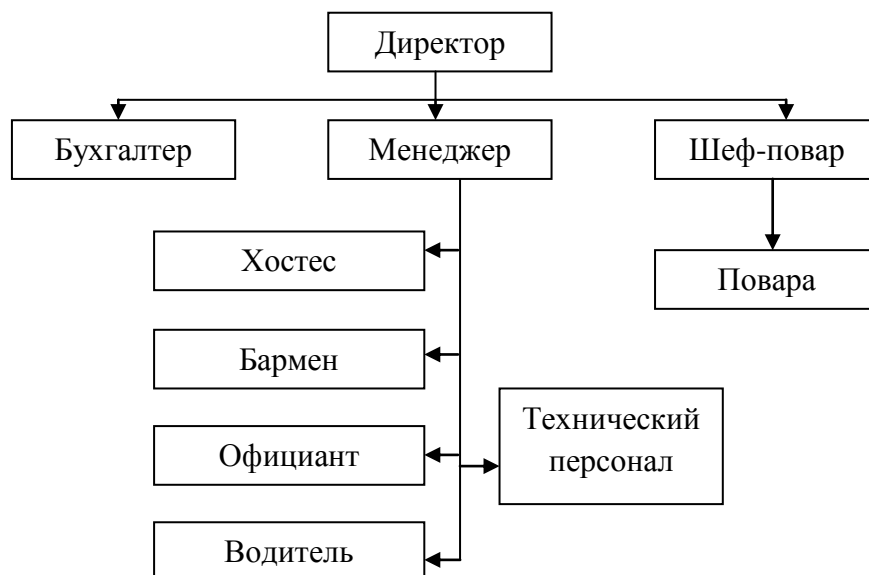 Директор
Бухгалтер
Менеджер
Шеф-повар
Хостес
Повара
Бармен
Технический
персонал
Официант
Водитель